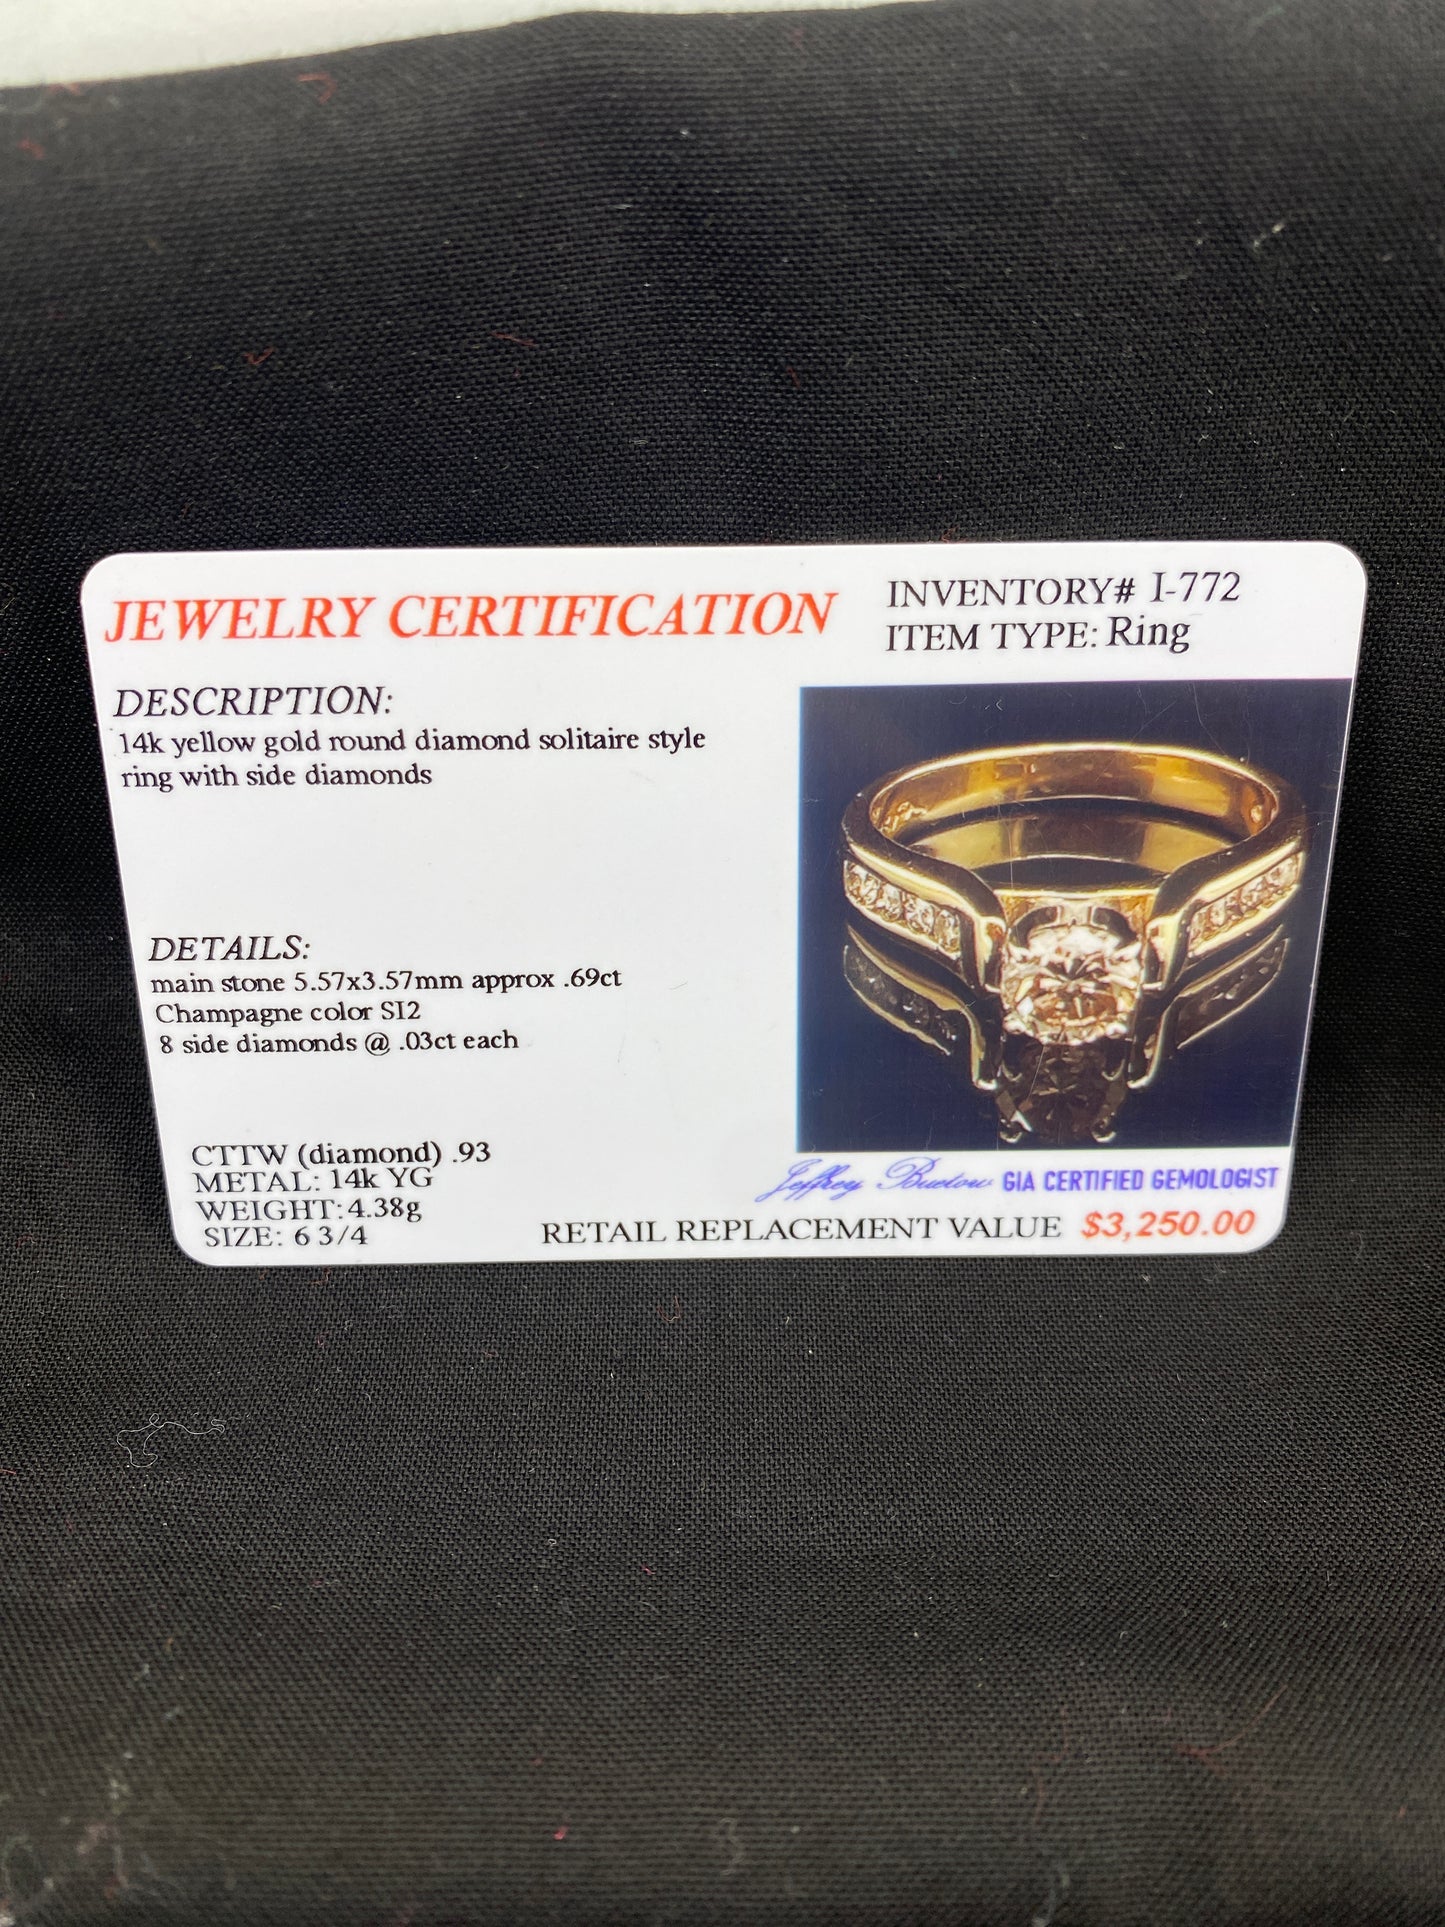 JEWELRY CERTIFICATION
INVENTORY# I-772
ITEM TYPE: Ring
DESCRIPTION:
14k yellow gold round diamond solitaire style
ring with side diamonds
DETAILS:
main stone 5.57x3.57mm approx .69ct
Champagne color SI2
8 side diamonds @ .03ct each
CTTW (diamond) .93
METAL: 14k YG
WEIGHT:4.38g
SIZE: 6 3/4
Jeffrey Buetow GIA CERTIFIED GEMOLOGIST
RETAIL REPLACEMENT VALUE $3,250.00